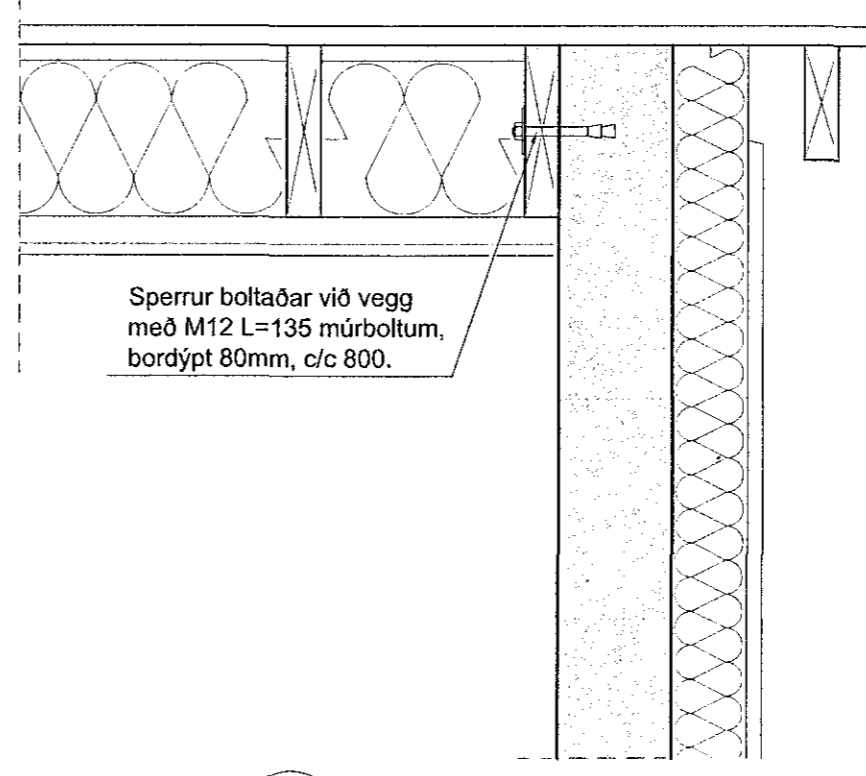 Sperrur boltaðar við vegg
með M12 L=135 múrboltum,
bordýpt 80mm, c/c 800.